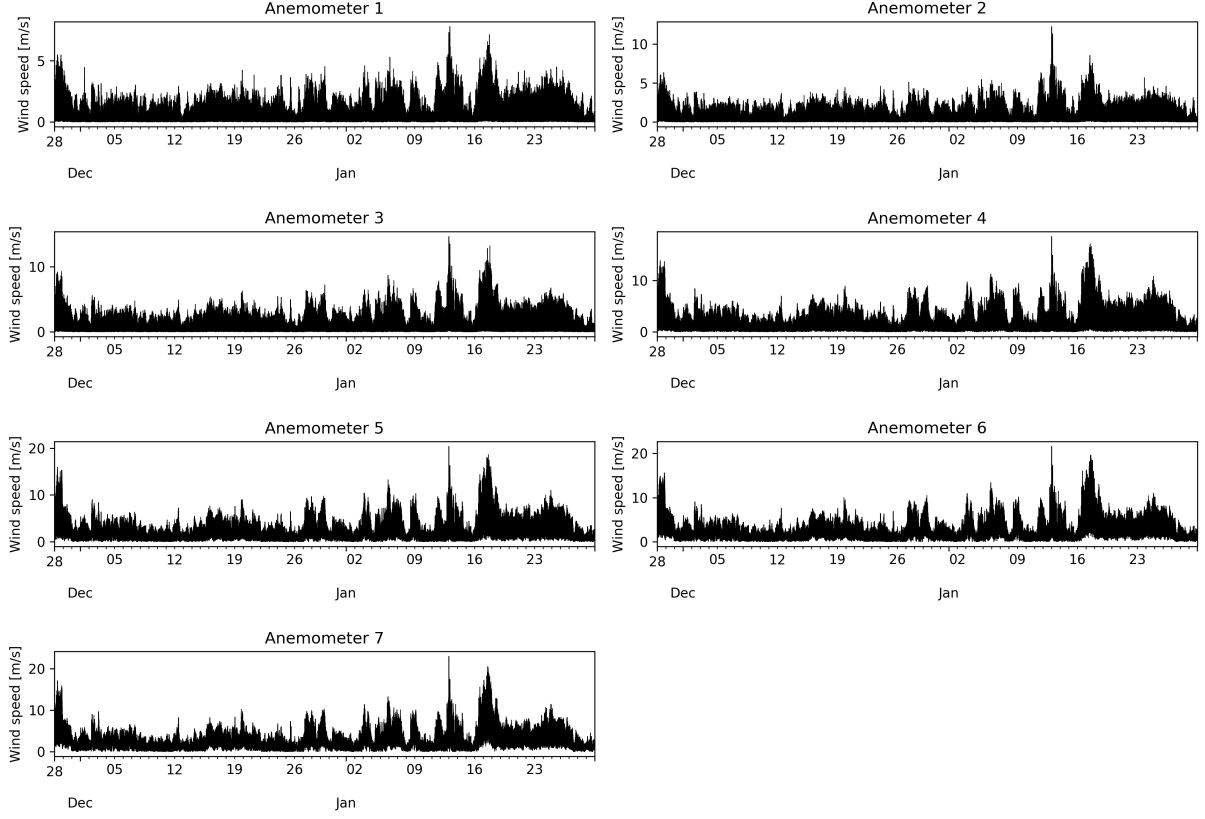 Anemometer 1
Wind speed [m/s]
5
0
28 05 12 19 26 02 09 16 23
Dec Jan
Anemometer 2
Wind speed [m/s]
10
5
0
28 05 12 19 26 02 09 16 23
Dec Jan
Anemometer 3
Wind speed [m/s]
10
0
28 05 12 19 26 02 09 16 23
Dec Jan
Anemometer 4
Wind speed [m/s]
10
0
28 05 12 19 26 02 09 16 23
Dec Jan
Anemometer 5
Wind speed [m/s]
20
10
0
28 05 12 19 26 02 09 16 23
Dec Jan
Anemometer 6
Wind speed [m/s]
20
10
0
28 05 12 19 26 02 09 16 23
Dec Jan
Anemometer 7
Wind speed [m/s]
20
10
0
28 05 12 19 26 02 09 16 23
Dec Jan